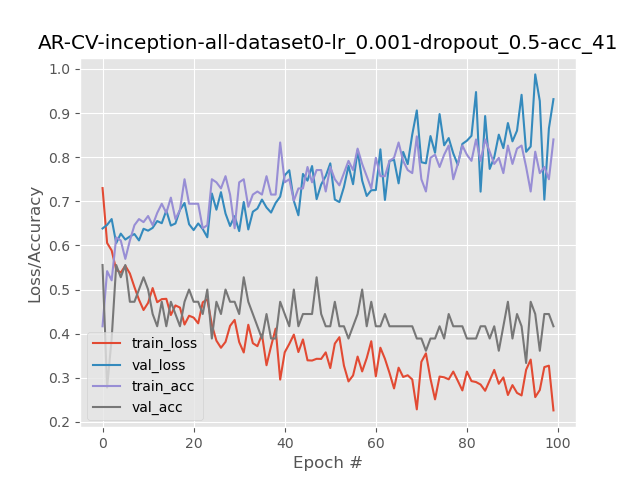 AR-CV-inception-all-dataset0-lr_0.001-dropout_0.5-acc_41
1.0
0.9
0.8
0.7
0.6
0.5
0.4
0.3
0.2
Loss/Accuracy
train_loss
val_loss
train_acc
val_acc
0 20 40 60 80 100
Epoch #